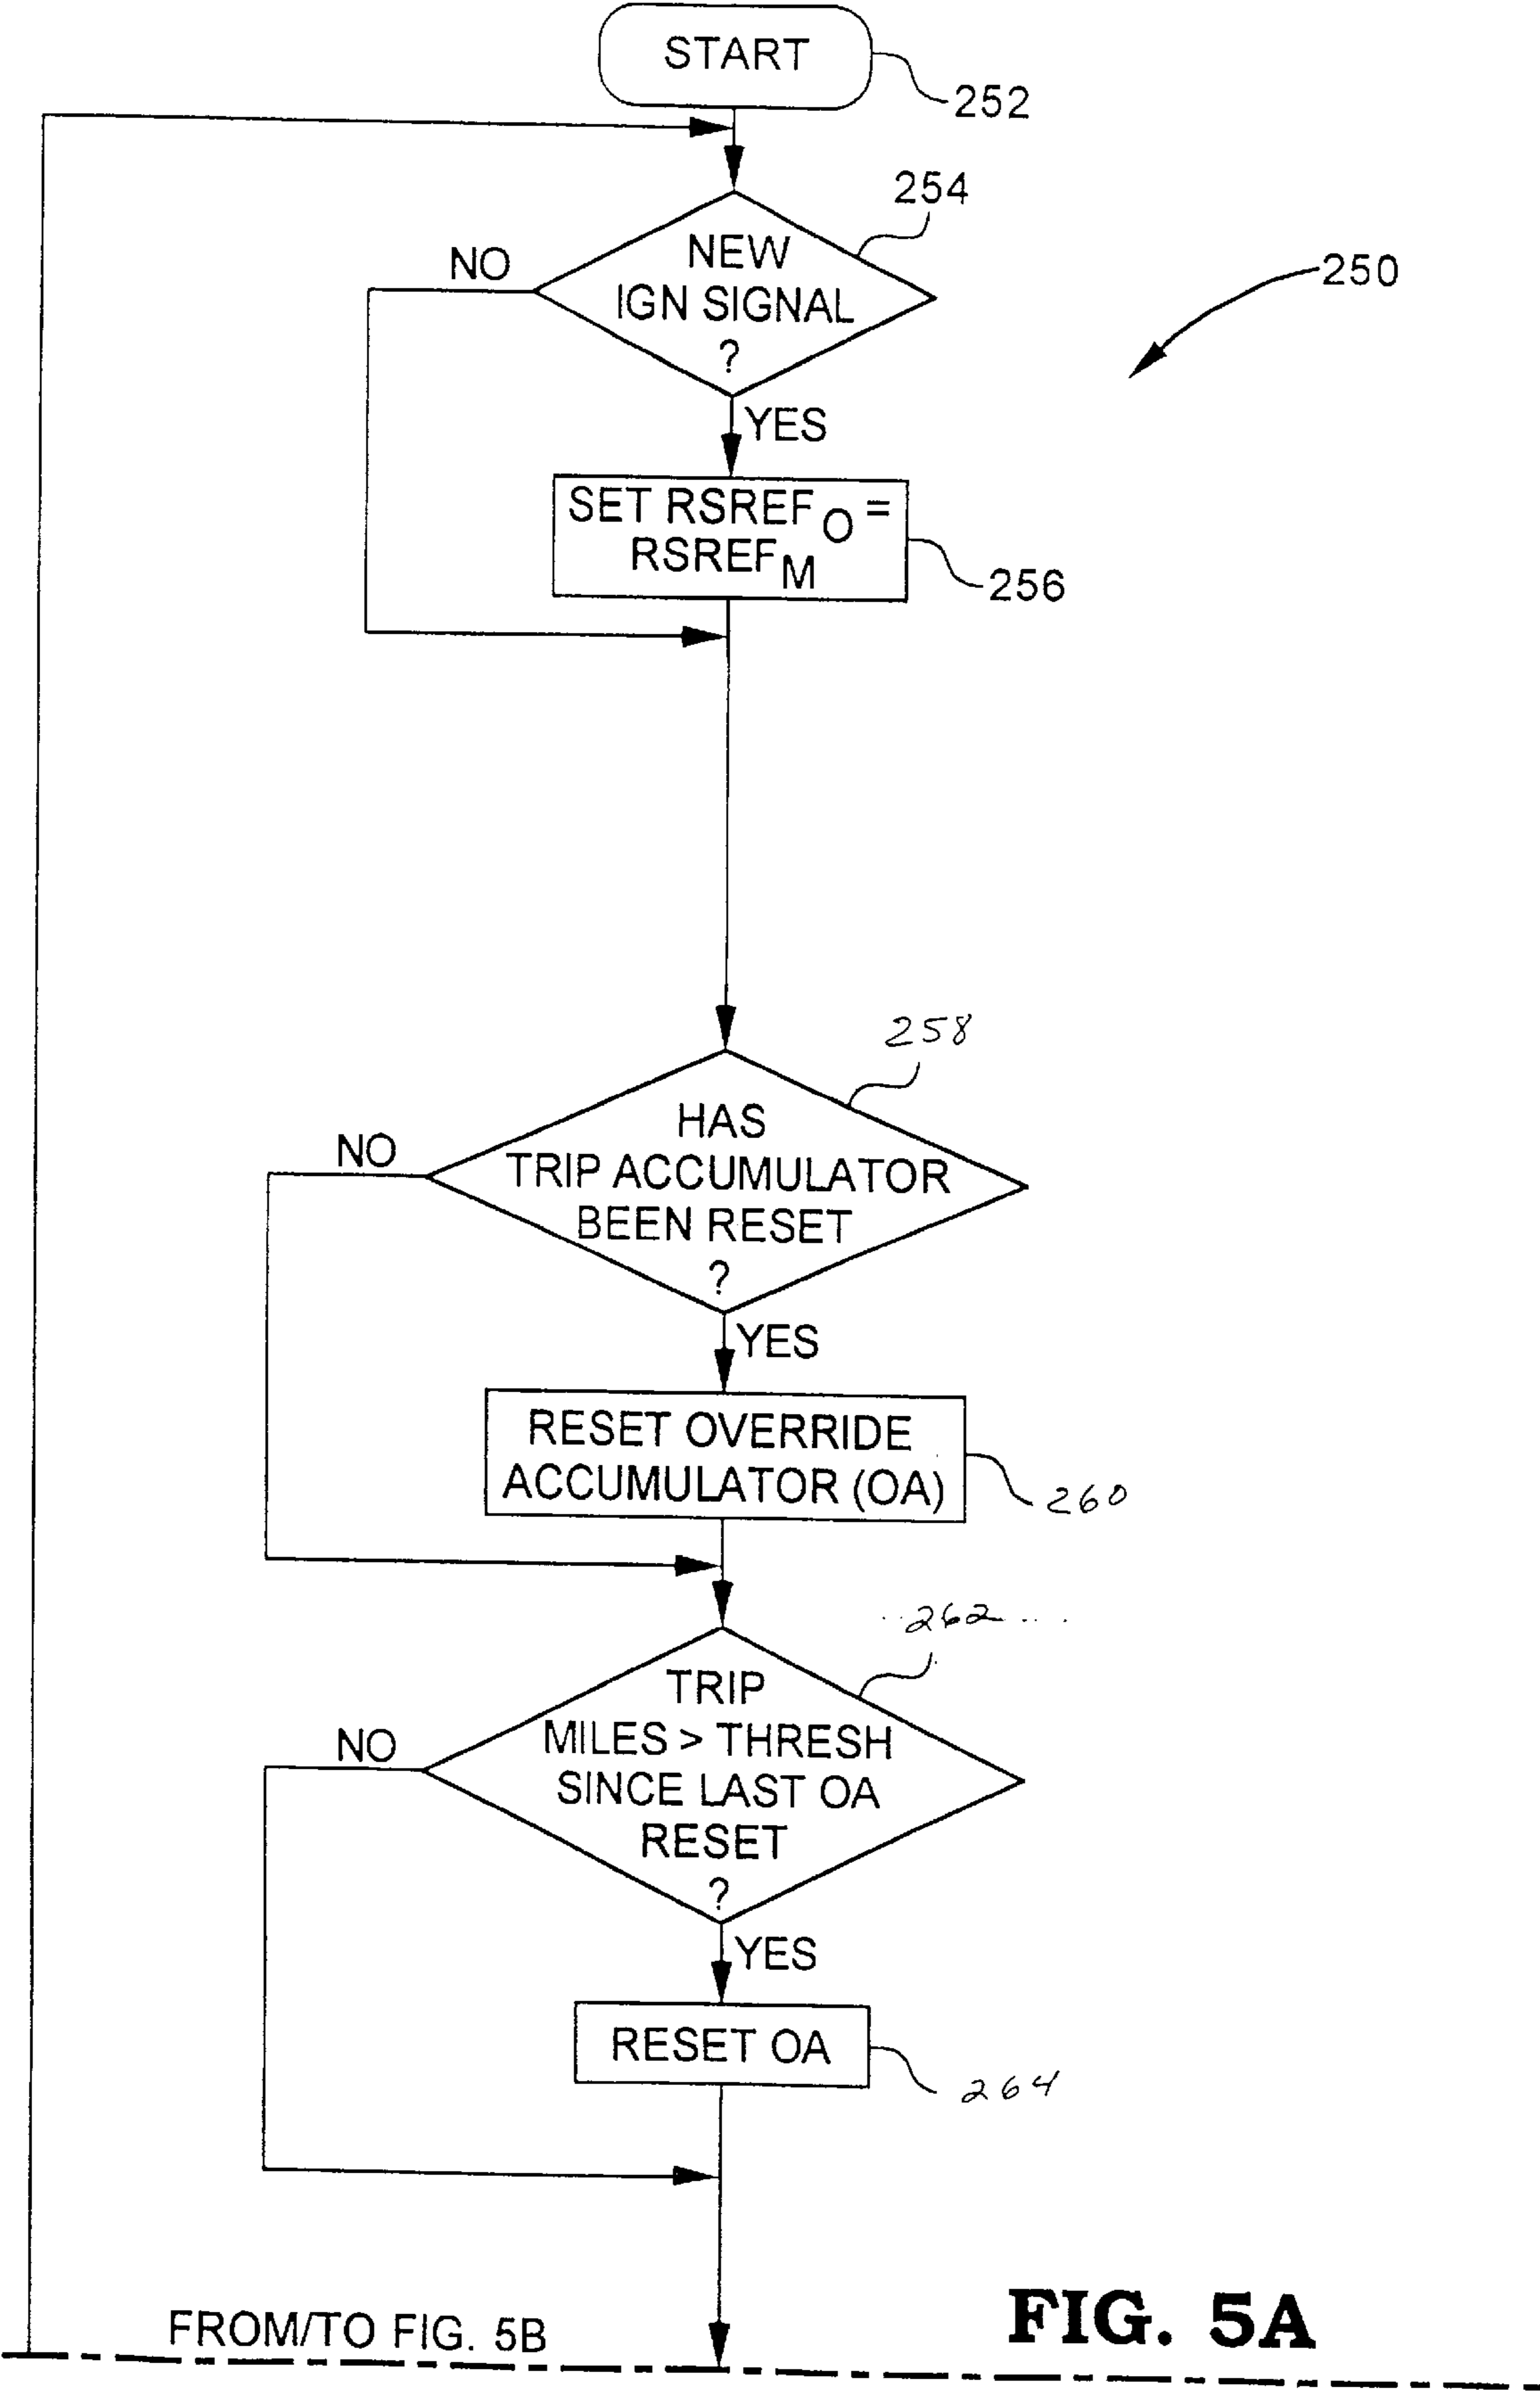 START
252
254
NEW
IGN SIGNAL
?
NO
250
YES
SET RSREF O =
RSREF M
256
258
HAS
TRIP ACCUMULATOR
BEEN RESET
?
NO
YES
RESET OVERRIDE
ACCUMULATOR (OA)
260
262
TRIP
MILES > THRESH
SINCE LAST OA
RESET
?
NO
YES
RESET OA
264
FROM/TO FIG. 5B
FIG. 5A